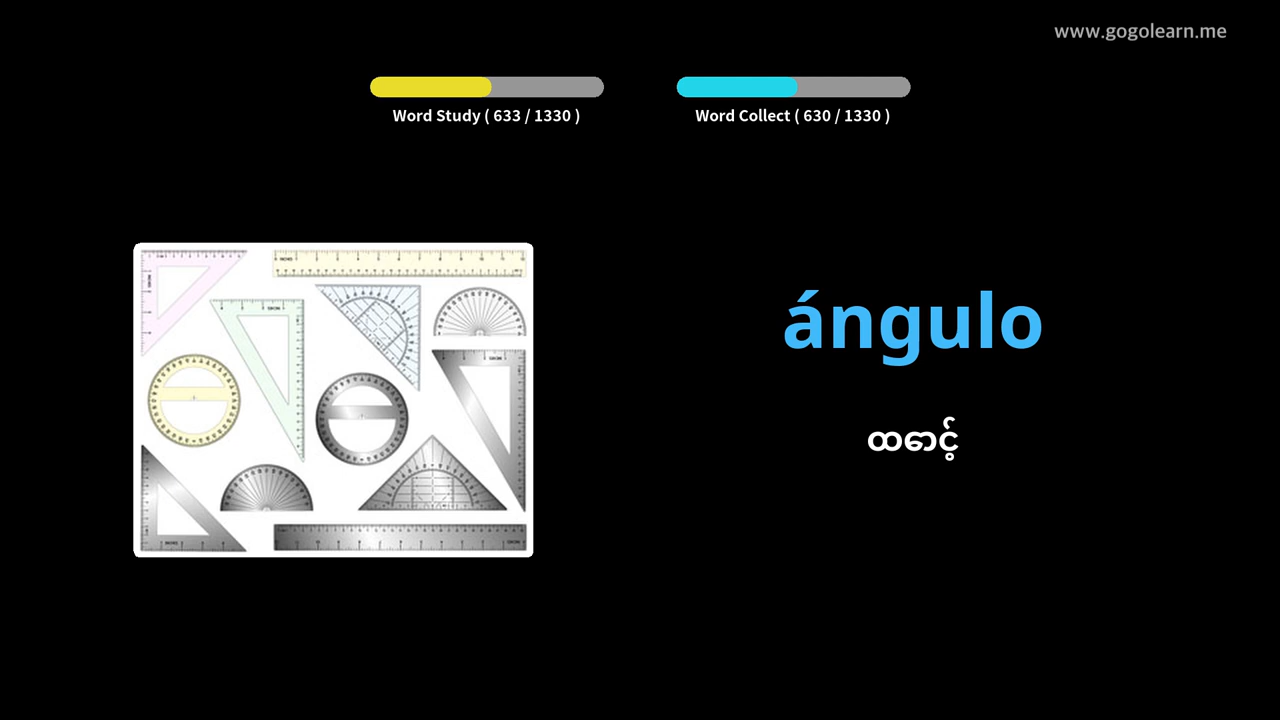 www.gogolearn.me
Word Study ( 633 / 1330 )
Word Collect ( 630 / 1330 )
ángulo
ထောင့်